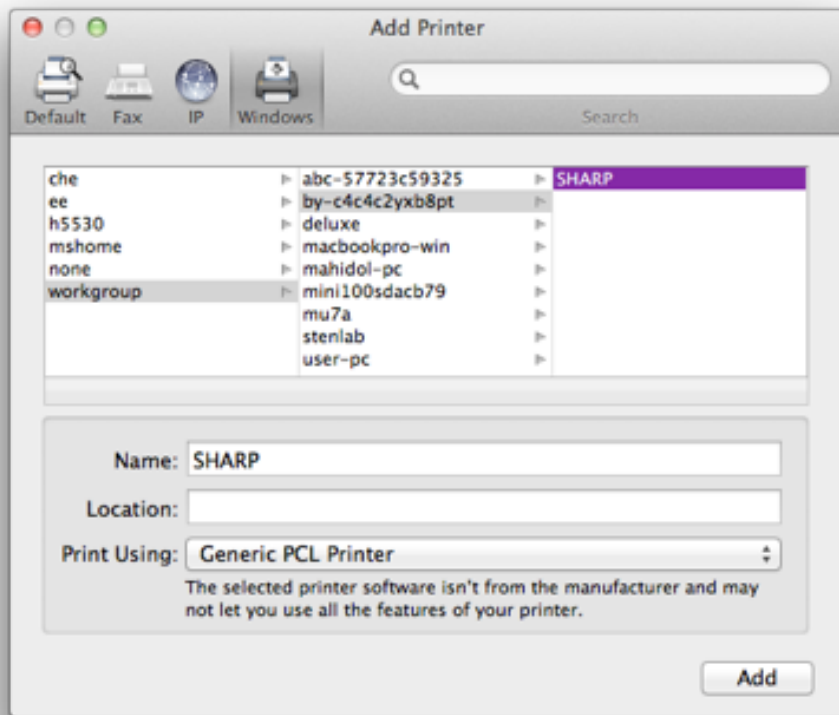 Add Printer
Default Fax IP Windows Search
che abc-57723c59325 SHARP
ee by-c4c4c2yxb8pt
h5530 deluxe
mshome macbookpro-win
none mahidol-pc
workgroup mini100sdacb79
mu7a
stenlab
user-pc
Name: SHARP
Location:
Print Using: Generic PCL Printer
The selected printer software isn't from the manufacturer and may
not let you use all the features of your printer.
Add